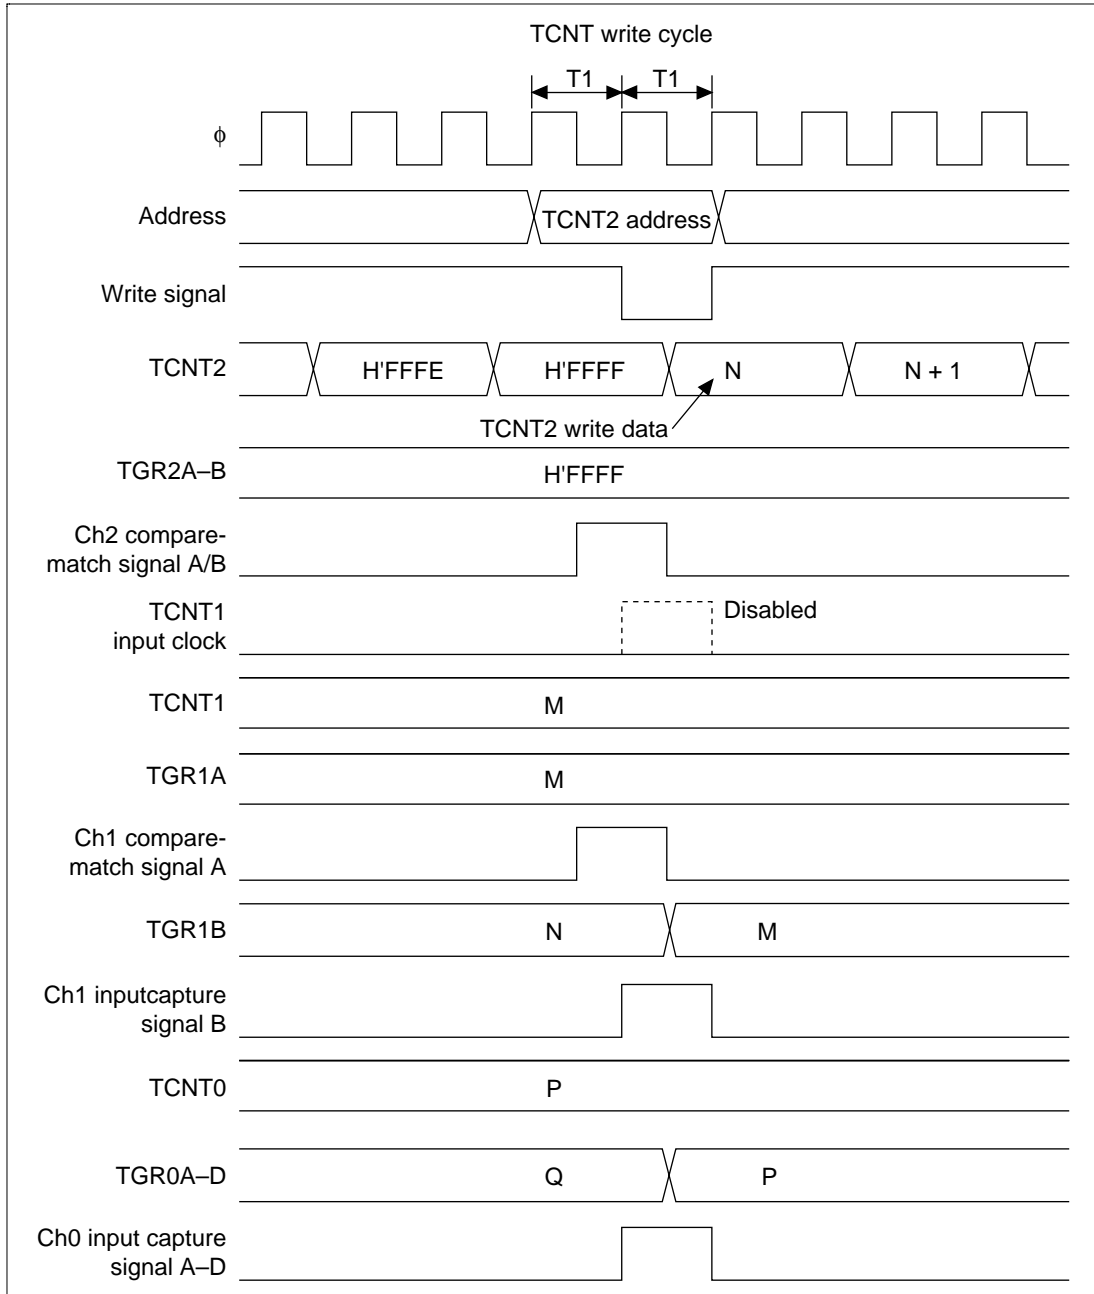 TCNT write cycle
T1 T1
ϕ
Address
TCNT2 address
Write signal
TCNT2
H'FFFE H'FFFF N N + 1
TCNT2 write data
TGR2A–B
H'FFFF
Ch2 compare-
match signal A/B
TCNT1
input clock
Disabled
TCNT1
M
TGR1A
M
Ch1 compare-
match signal A
TGR1B
N M
Ch1 inputcapture
signal B
TCNT0
P
TGR0A–D
Q P
Ch0 input capture
signal A–D